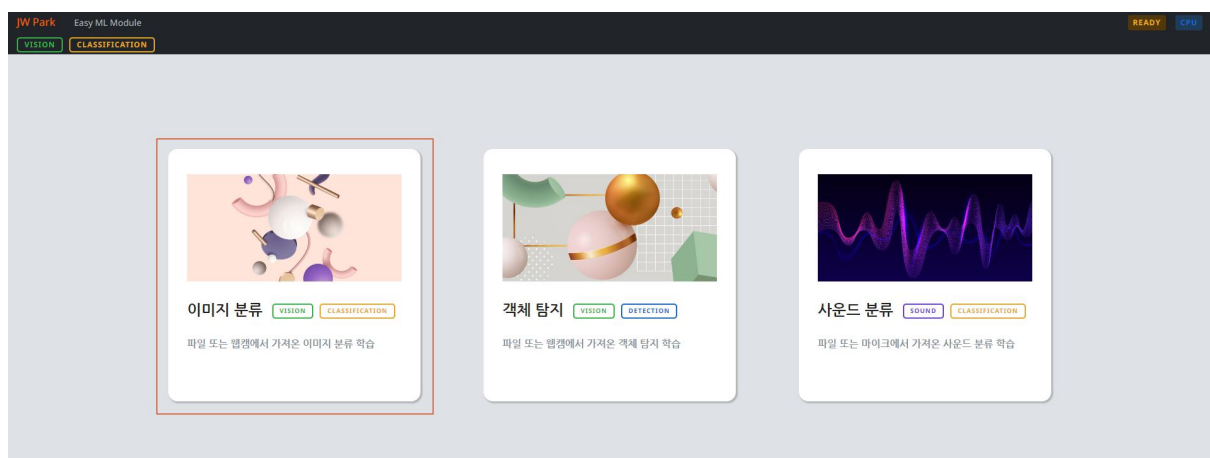 JW Park Easy ML Module READY CPU
VISION CLASSIFICATION
이미지 분류 VISION CLASSIFICATION
파일 또는 웹캠에서 가져온 이미지 분류 학습
객체 탐지 VISION DETECTION
파일 또는 웹캠에서 가져온 객체 탐지 학습
사운드 분류 SOUND CLASSIFICATION
파일 또는 마이크에서 가져온 사운드 분류 학습